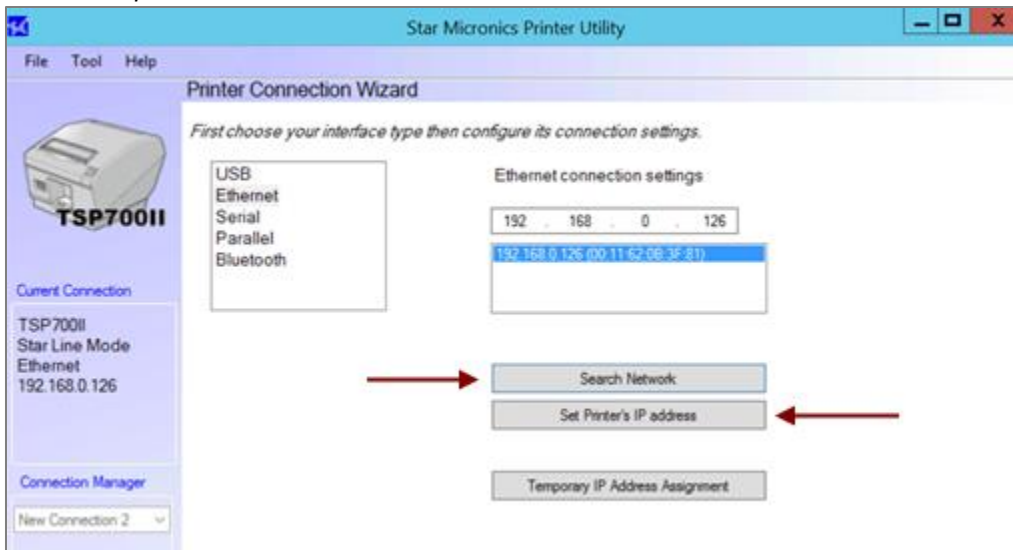 Star Micronics Printer Utility
File Tool Help
Printer Connection Wizard
First choose your interface type then configure its connection settings.
USB
Ethernet
Serial
Parallel
Bluetooth
Ethernet connection settings
192 . 168 . 0 . 126
192.168.0.126 (00:11:62:0B:3F:81)
TSP700II
Current Connection
TSP700II
Star Line Mode
Ethernet
192.168.0.126
Search Network
Set Printer's IP address
Temporary IP Address Assignment
Connection Manager
New Connection 2